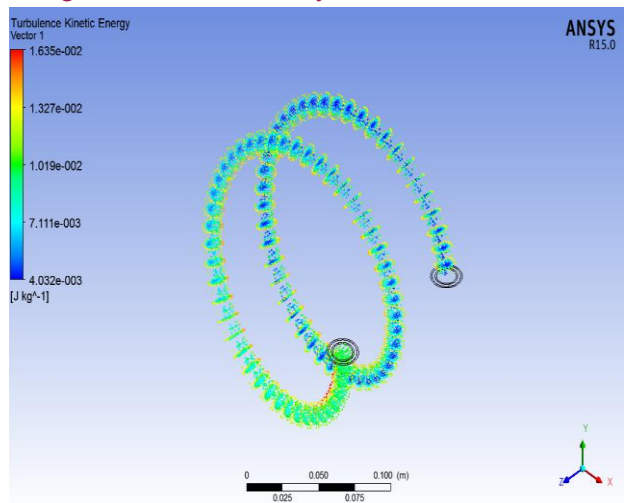 Turbulence Kinetic Energy
Vector 1
1.635e-002
1.327e-002
1.019e-002
7.111e-003
4.032e-003
[J kg^-1]
ANSYS
R15.0
0 0.050 0.100 (m)
0.025 0.075
Y
Z X